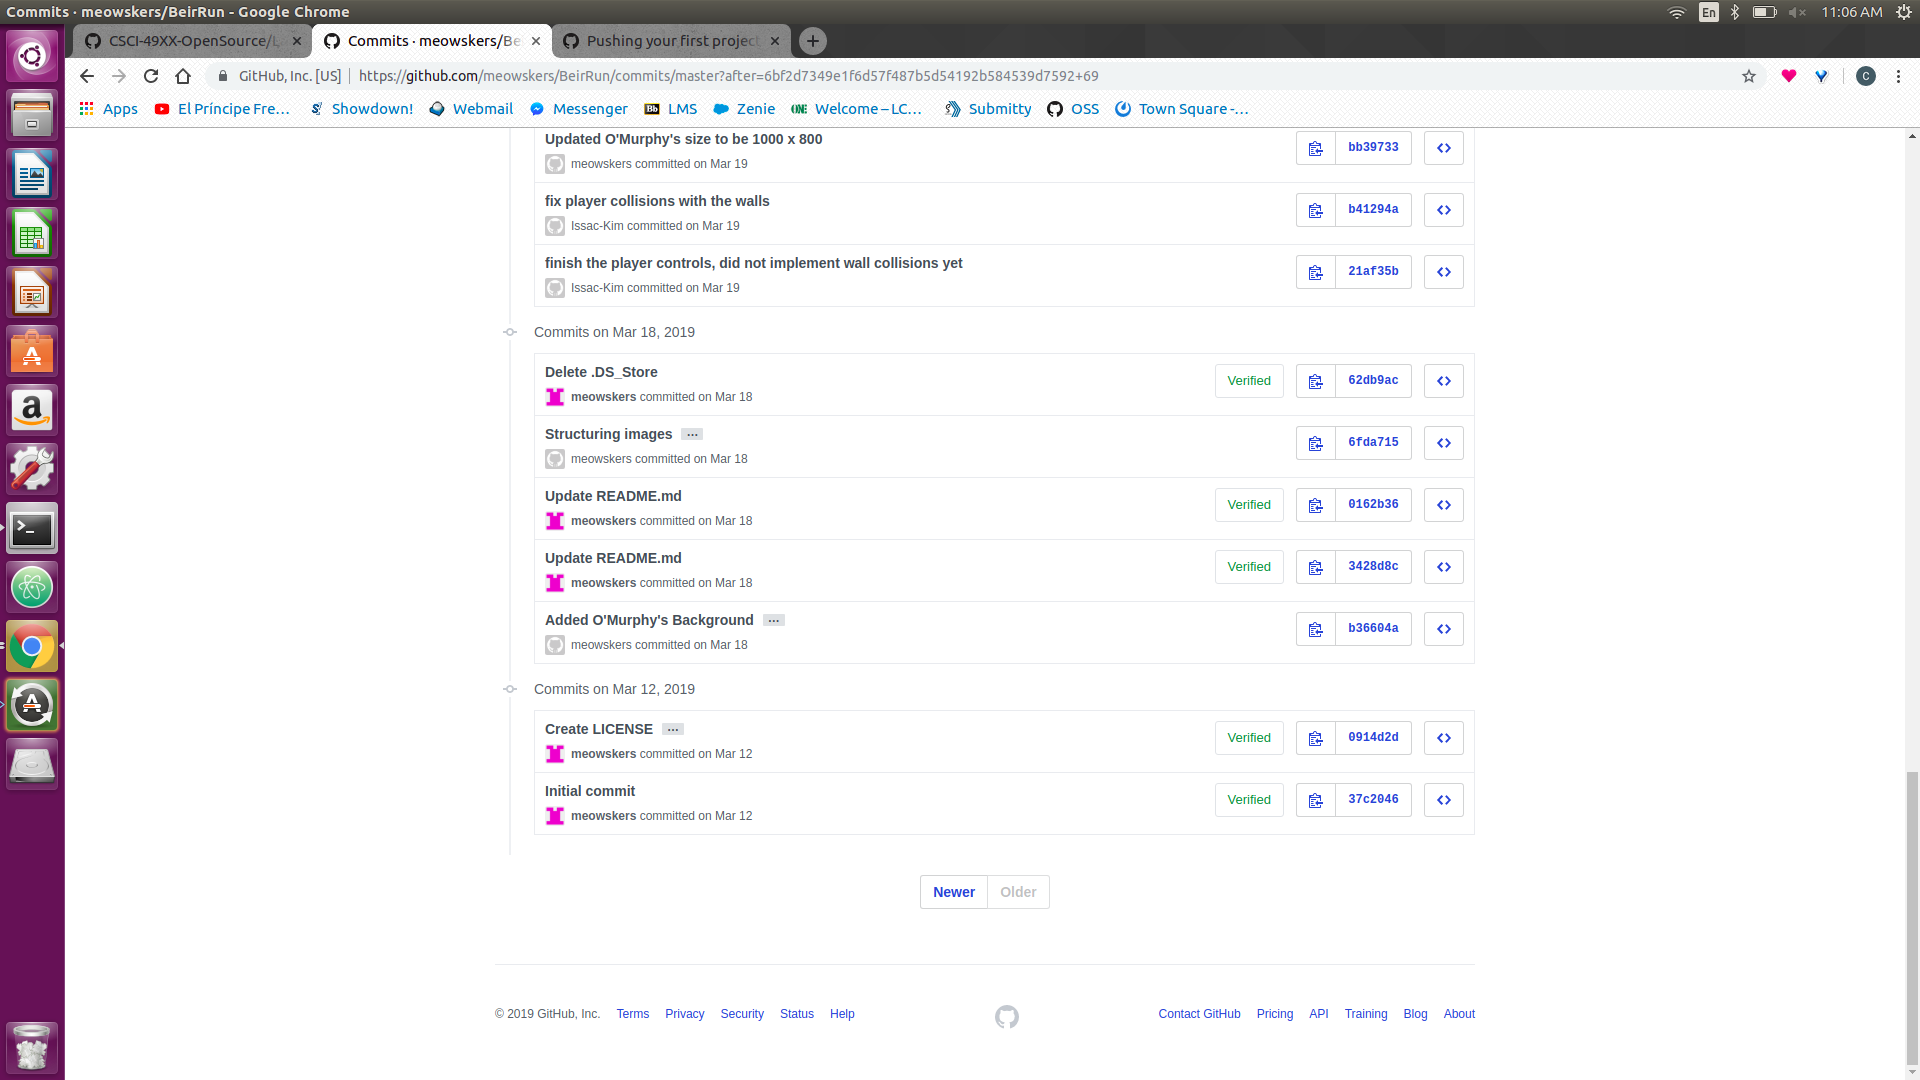 Commits · meowskers/BeirRun - Google Chrome
En
11:06 AM
CSCI-49XX-OpenSource/L
Commits · meowskers/Be
Pushing your first project
GitHub, Inc. [US] | https://github.com/meowskers/BeirRun/commits/master?after=6bf2d7349e1f6d57f487b5d54192b584539d7592+69
C
Apps
El Príncipe Fre…
Showdown!
Webmail
Messenger
Bb LMS
Zenie
Welcome – LC…
Submitty
OSS
Town Square -…
Updated O'Murphy's size to be 1000 x 800
meowskers committed on Mar 19
bb39733
fix player collisions with the walls
Issac-Kim committed on Mar 19
b41294a
finish the player controls, did not implement wall collisions yet
Issac-Kim committed on Mar 19
21af35b
Commits on Mar 18, 2019
Delete .DS_Store
meowskers committed on Mar 18
Verified
62db9ac
Structuring images …
meowskers committed on Mar 18
6fda715
Update README.md
meowskers committed on Mar 18
Verified
0162b36
Update README.md
meowskers committed on Mar 18
Verified
3428d8c
Added O'Murphy's Background …
meowskers committed on Mar 18
b36604a
Commits on Mar 12, 2019
Create LICENSE …
meowskers committed on Mar 12
Verified
0914d2d
Initial commit
meowskers committed on Mar 12
Verified
37c2046
Newer
Older
© 2019 GitHub, Inc.
Terms
Privacy
Security
Status
Help
Contact GitHub
Pricing
API
Training
Blog
About